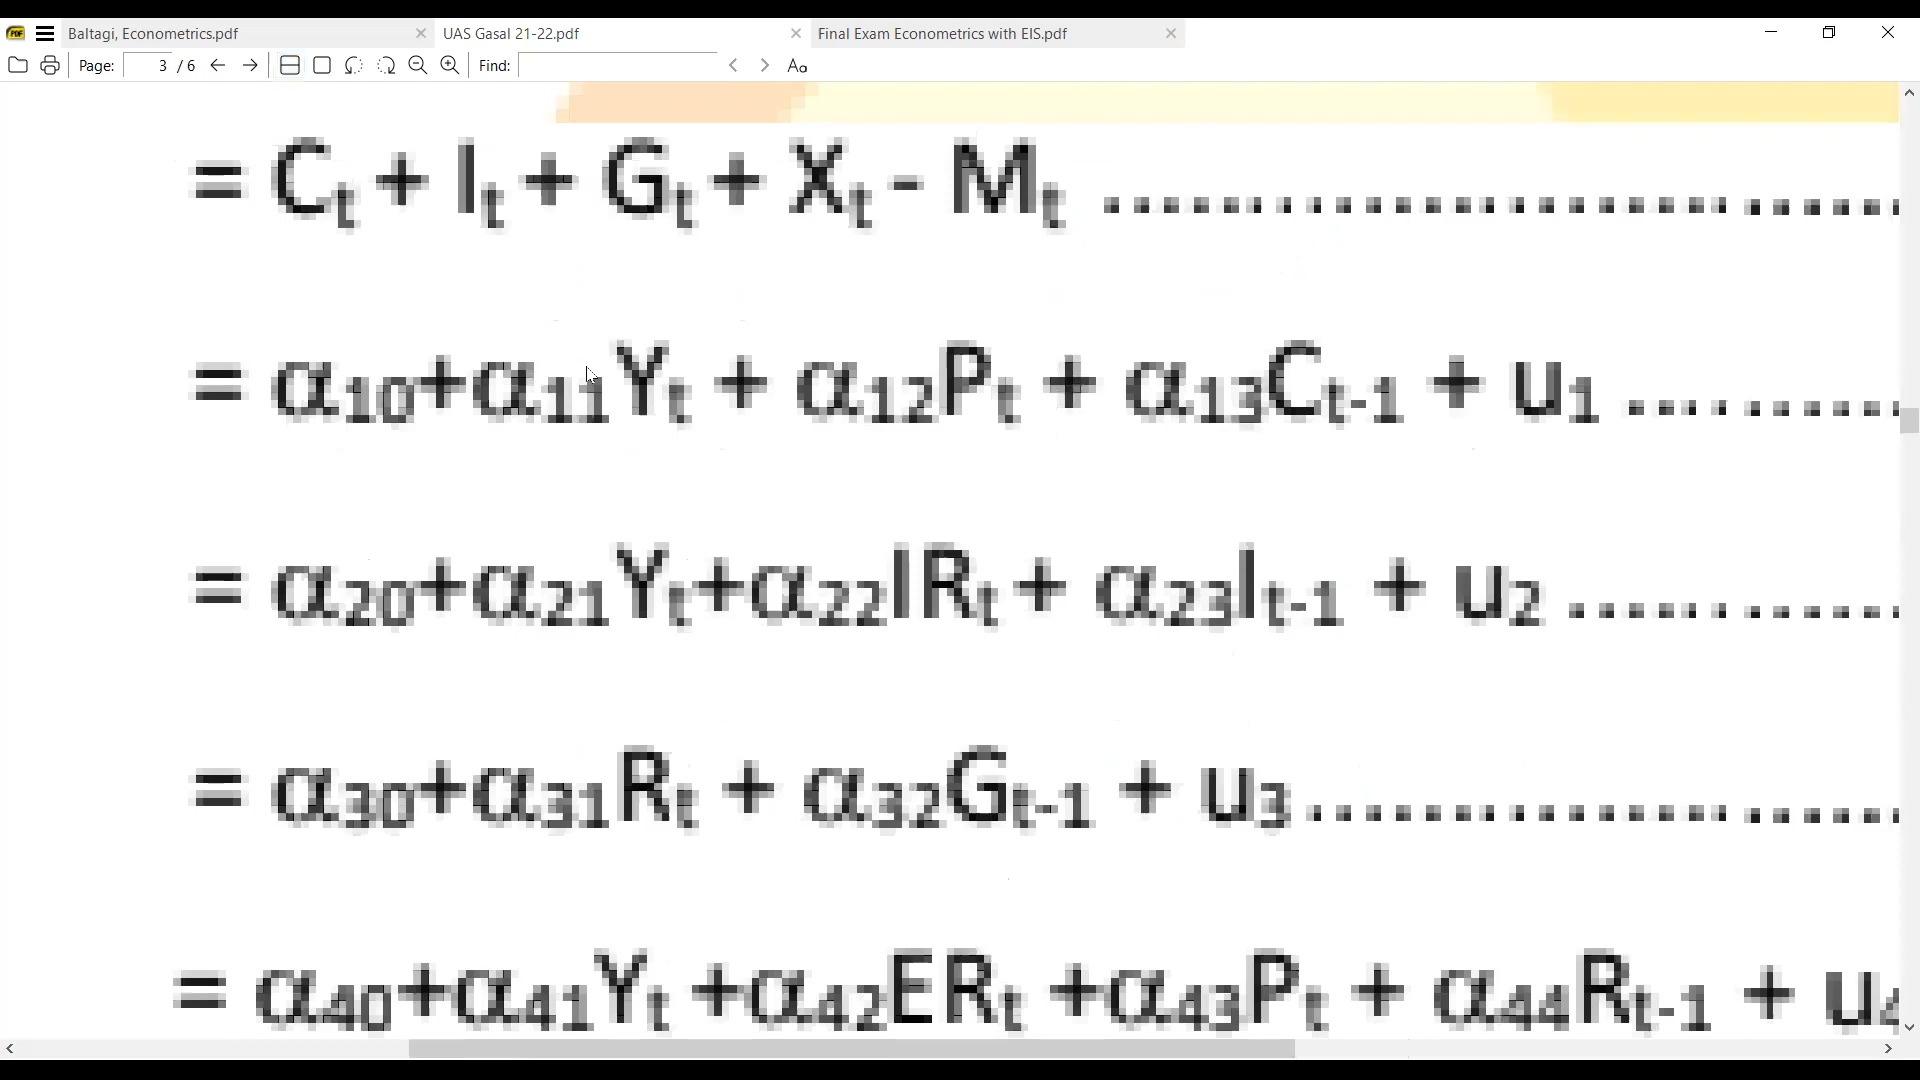 Baltagi, Econometrics.pdf
UAS Gasal 21-22.pdf
Final Exam Econometrics with EIS.pdf
Page: 3 / 6 Find: Aa
= Cₜ + Iₜ + Gₜ + Xₜ - Mₜ ................................
= α₁₀+α₁₁Yₜ + α₁₂Pₜ + α₁₃Cₜ₋₁ + u₁ ..........
= α₂₀+α₂₁Yₜ+α₂₂IRₜ + α₂₃Iₜ₋₁ + u₂ ............
= α₃₀+α₃₁Rₜ + α₃₂Gₜ₋₁ + u₃.....................
= α₄₀+α₄₁Yₜ +α₄₂ERₜ +α₄₃Pₜ + α₄₄Rₜ₋₁ + u₄